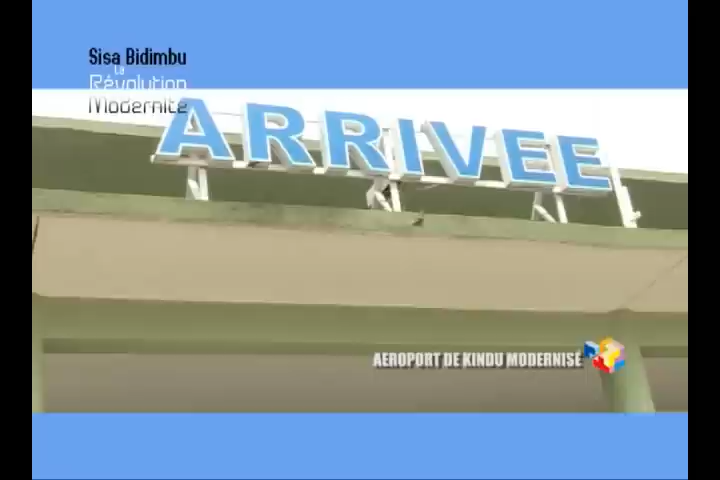 Sisa Bidimbu
la
Révolution
Modernité
ARRIVEE
AEROPORT DE KINDU MODERNISÉ